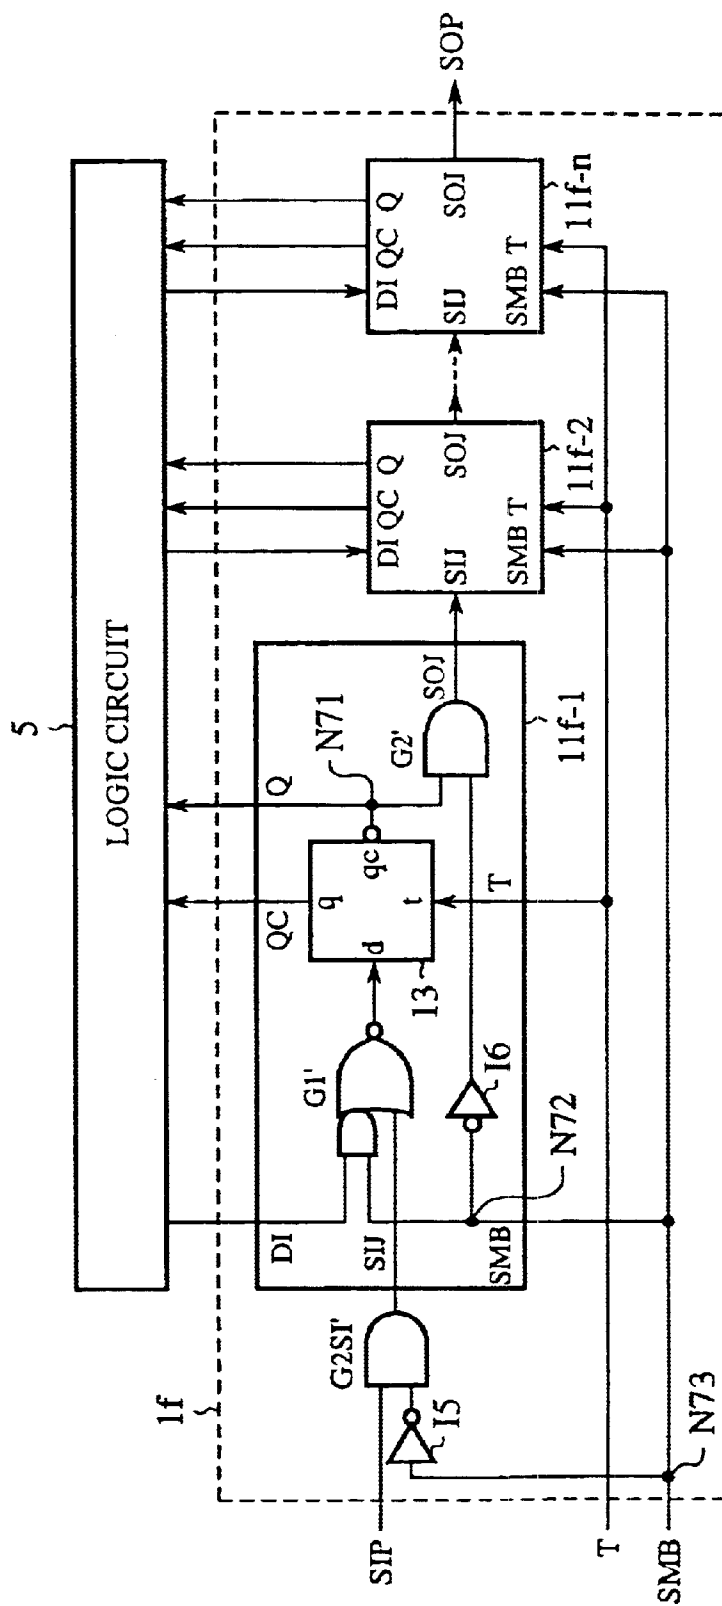 5
LOGIC CIRCUIT
1f
SIP
G2SI'
I5
N73
T
SMB
DI
SIJ
SMB
G1'
I6
N72
QC
Q
N71
q
qc
d
t
13
T
G2'
SOJ
11f-1
DI QC Q
SIJ SOJ
SMB T
11f-2
DI QC Q
SIJ SOJ
SMB T
11f-n
SOP